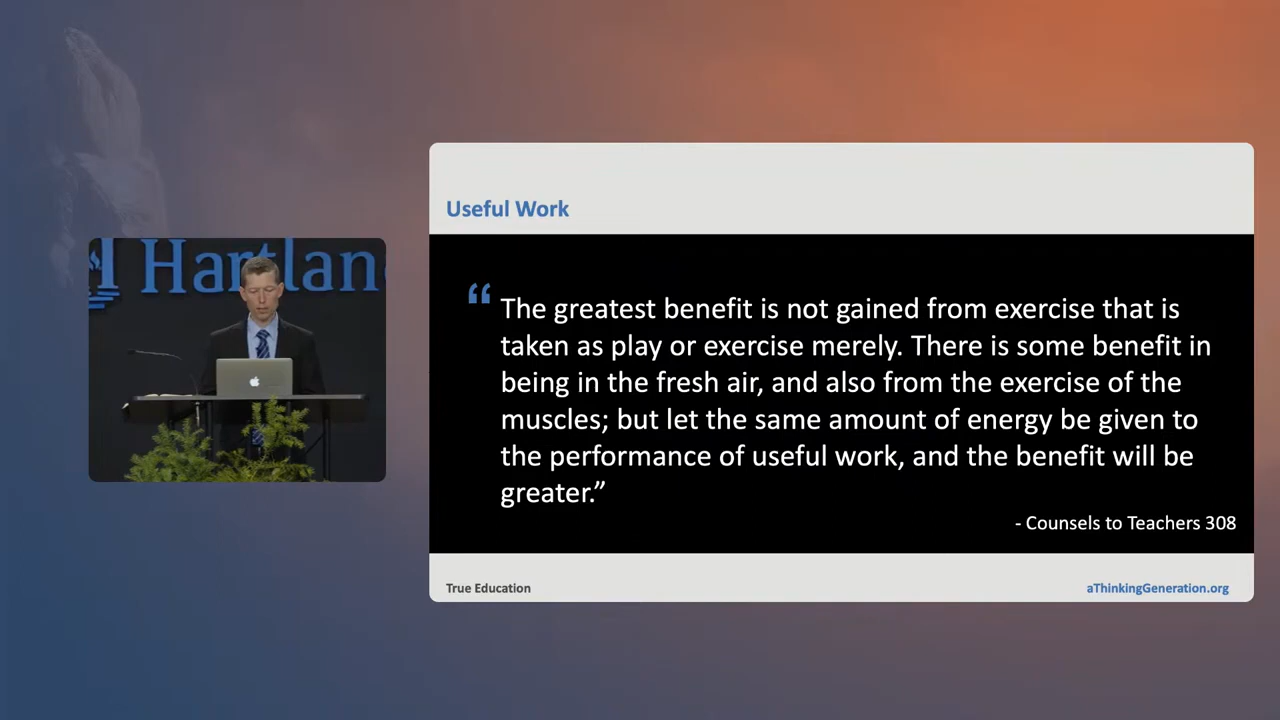 Hartlan
Useful Work
“ The greatest benefit is not gained from exercise that is
taken as play or exercise merely. There is some benefit in
being in the fresh air, and also from the exercise of the
muscles; but let the same amount of energy be given to
the performance of useful work, and the benefit will be
greater.”
- Counsels to Teachers 308
True Education
aThinkingGeneration.org